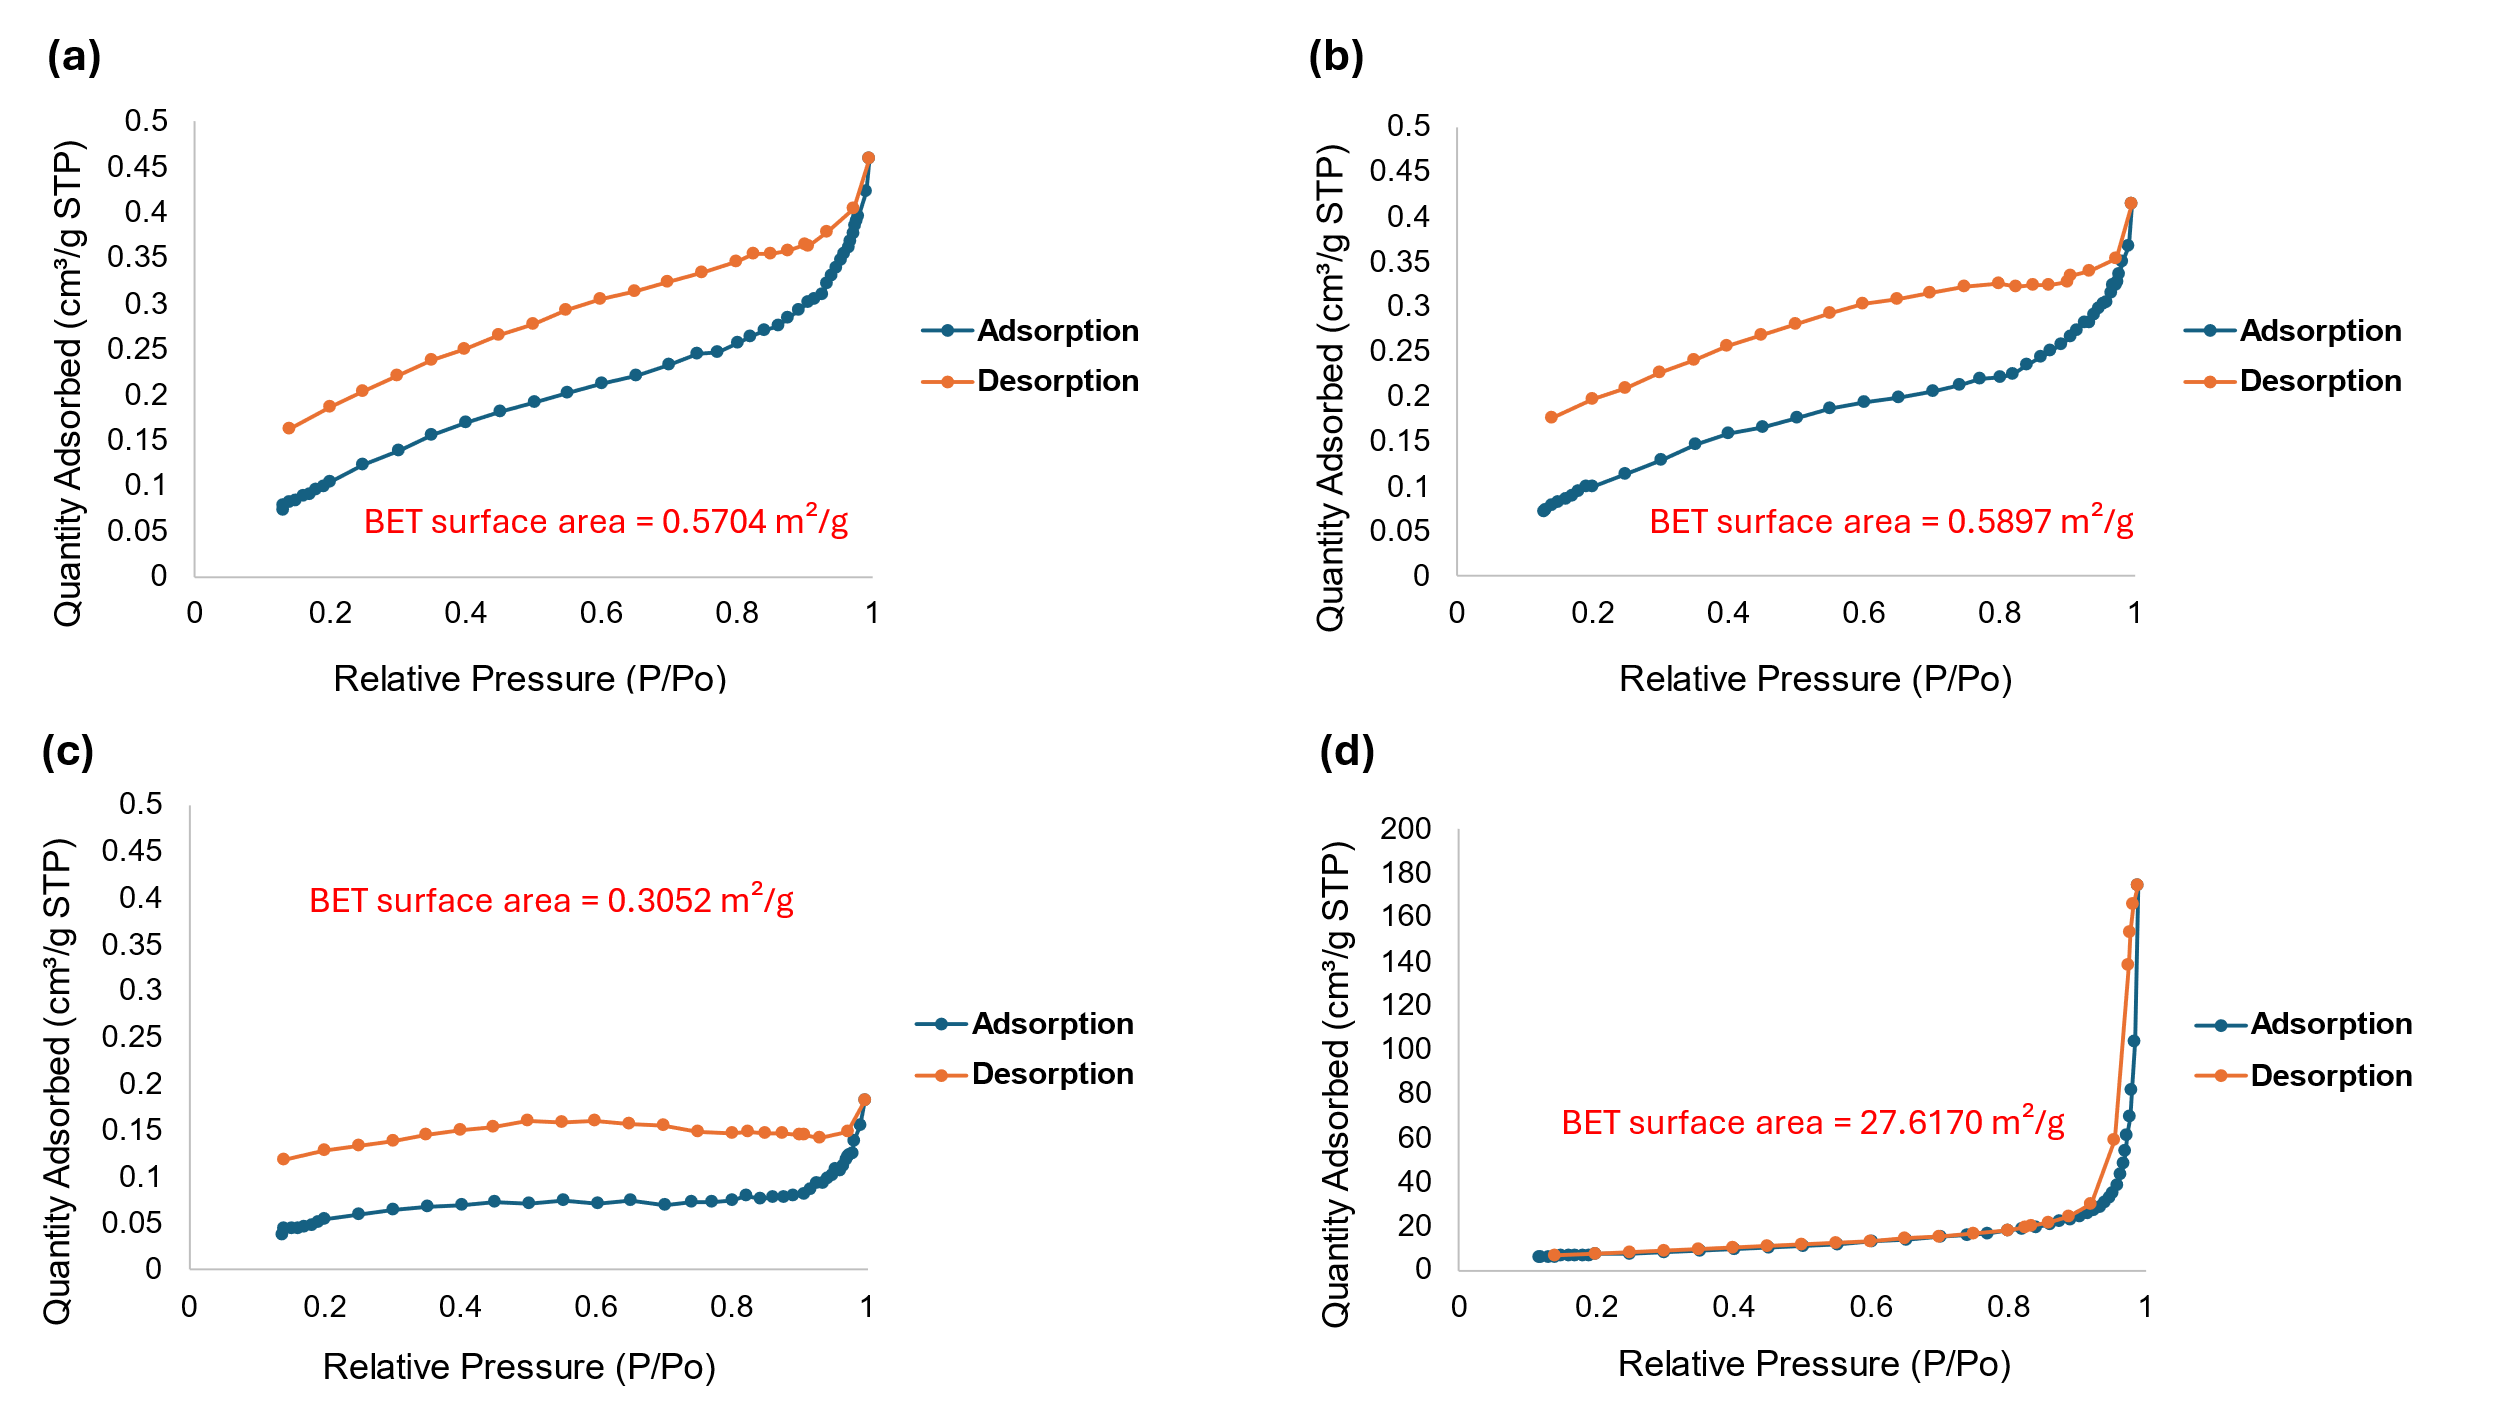 (a)
Quantity Adsorbed (cm³/g STP)
0.5
0.45
0.4
0.35
0.3
0.25
0.2
0.15
0.1
0.05
0
0 0.2 0.4 0.6 0.8 1
Relative Pressure (P/Po)
BET surface area = 0.5704 m²/g
Adsorption
Desorption
(b)
Quantity Adsorbed (cm³/g STP)
0.5
0.45
0.4
0.35
0.3
0.25
0.2
0.15
0.1
0.05
0
0 0.2 0.4 0.6 0.8 1
Relative Pressure (P/Po)
BET surface area = 0.5897 m²/g
Adsorption
Desorption
(c)
Quantity Adsorbed (cm³/g STP)
0.5
0.45
0.4
0.35
0.3
0.25
0.2
0.15
0.1
0.05
0
0 0.2 0.4 0.6 0.8 1
Relative Pressure (P/Po)
BET surface area = 0.3052 m²/g
Adsorption
Desorption
(d)
Quantity Adsorbed (cm³/g STP)
200
180
160
140
120
100
80
60
40
20
0
0 0.2 0.4 0.6 0.8 1
Relative Pressure (P/Po)
BET surface area = 27.6170 m²/g
Adsorption
Desorption